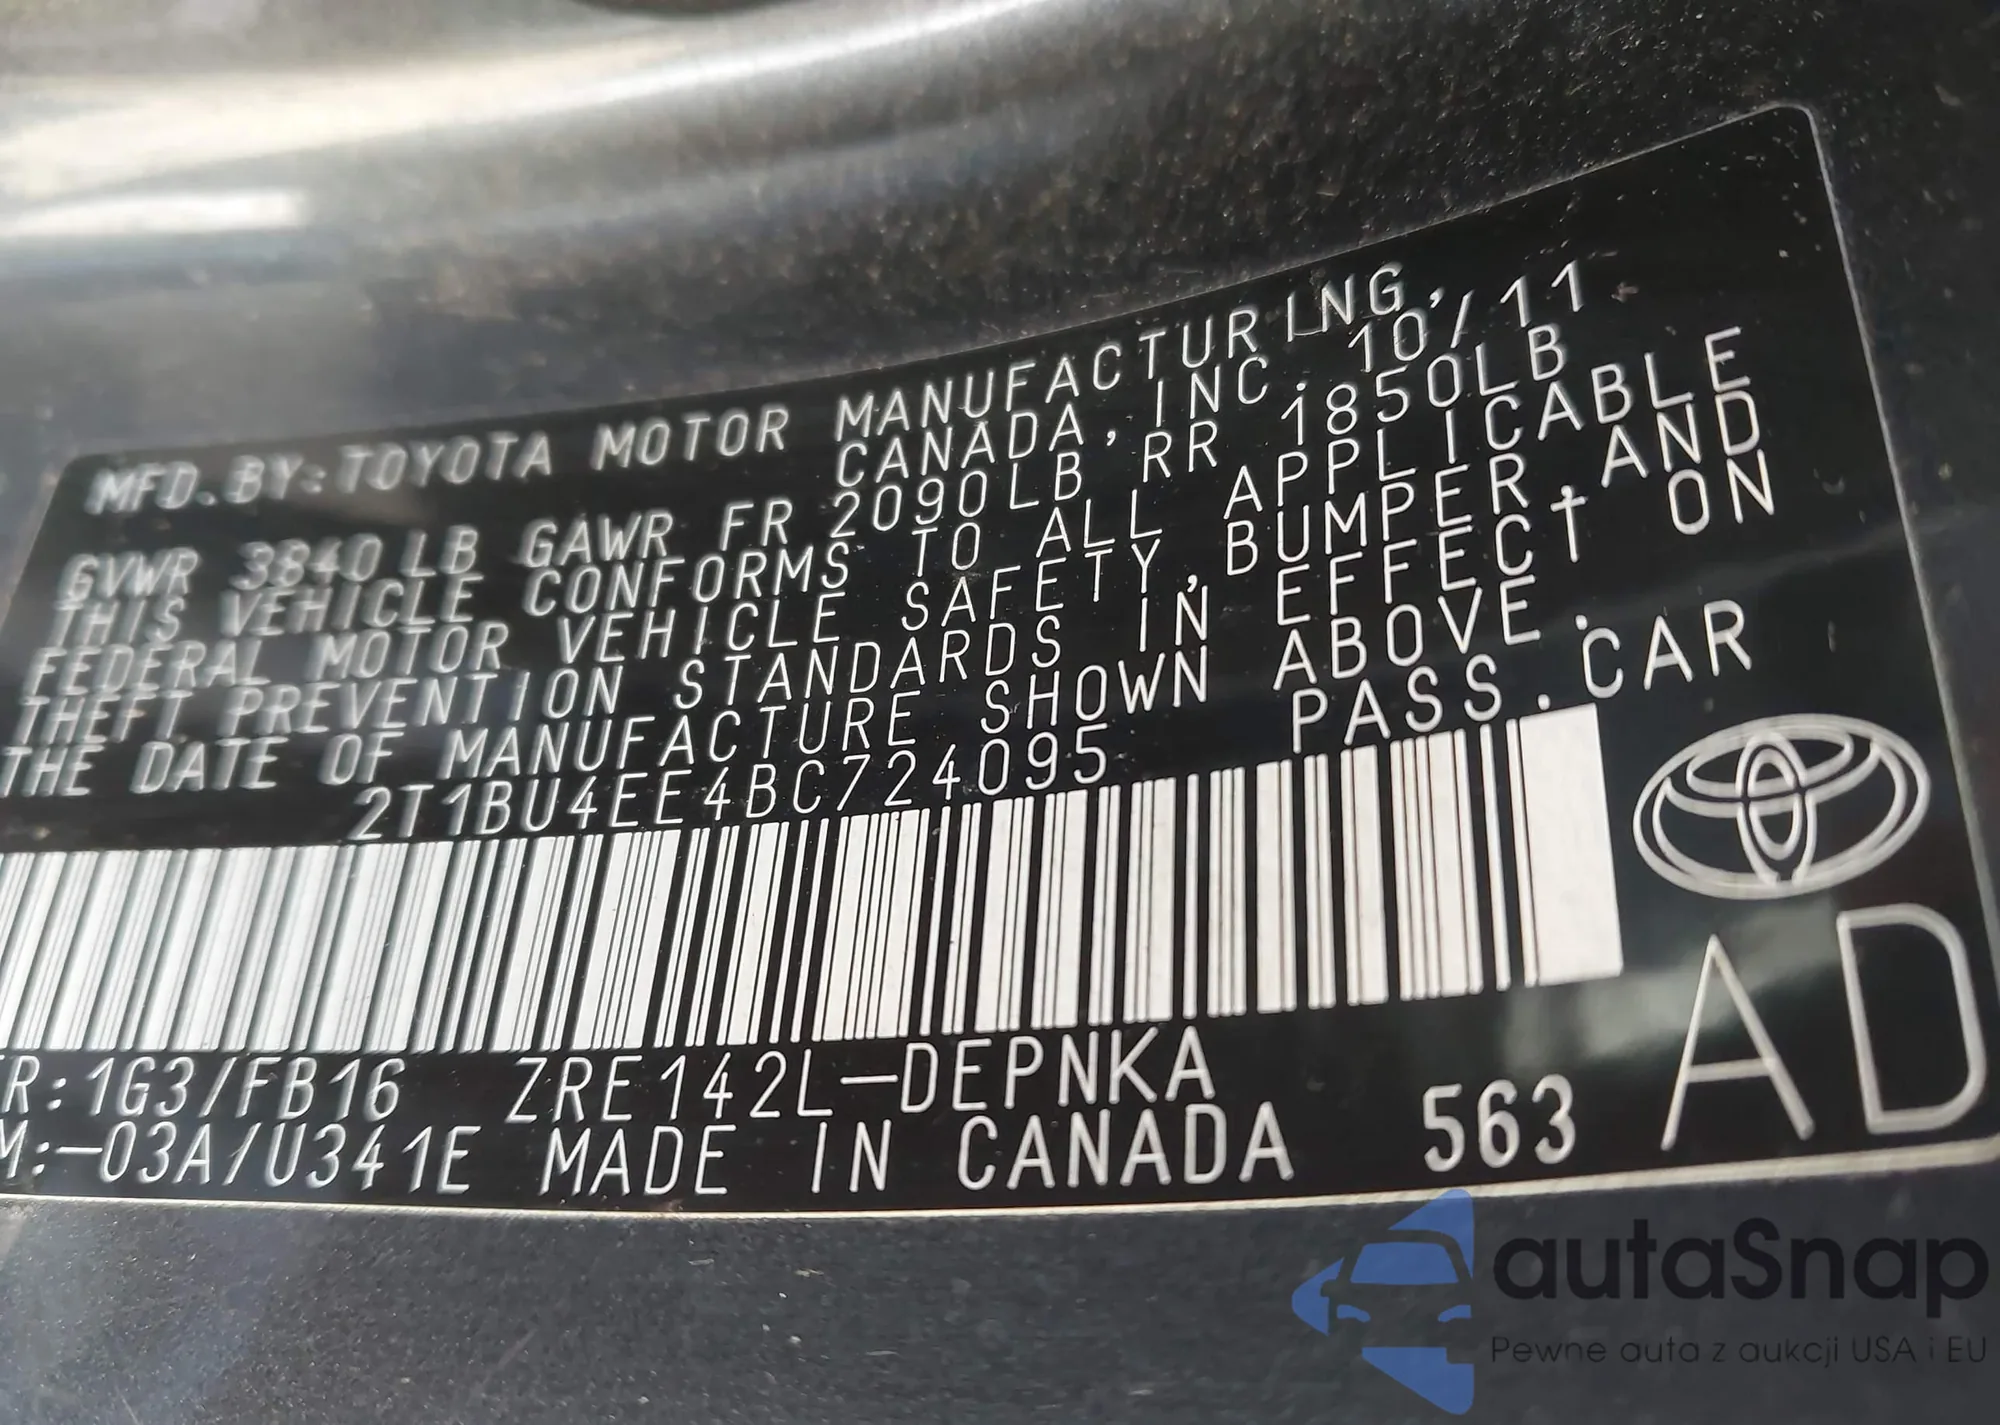 MFD.BY:TOYOTA MOTOR MANUFACTURING,
CANADA, INC. 10/11
GVWR 3840LB GAWR FR 2090LB RR 1850LB
THIS VEHICLE CONFORMS TO ALL APPLICABLE
FEDERAL MOTOR VEHICLE SAFETY, BUMPER, AND
THEFT PREVENTION STANDARDS IN EFFECT ON
THE DATE OF MANUFACTURE SHOWN ABOVE.
2T1BU4EE4BC724095 PASS.CAR
R:1G3/FB16 ZRE142L-DEPNKA
M:-03A/U341E MADE IN CANADA 563
AD
autaSnap
Pewne auta z aukcji USA i EU